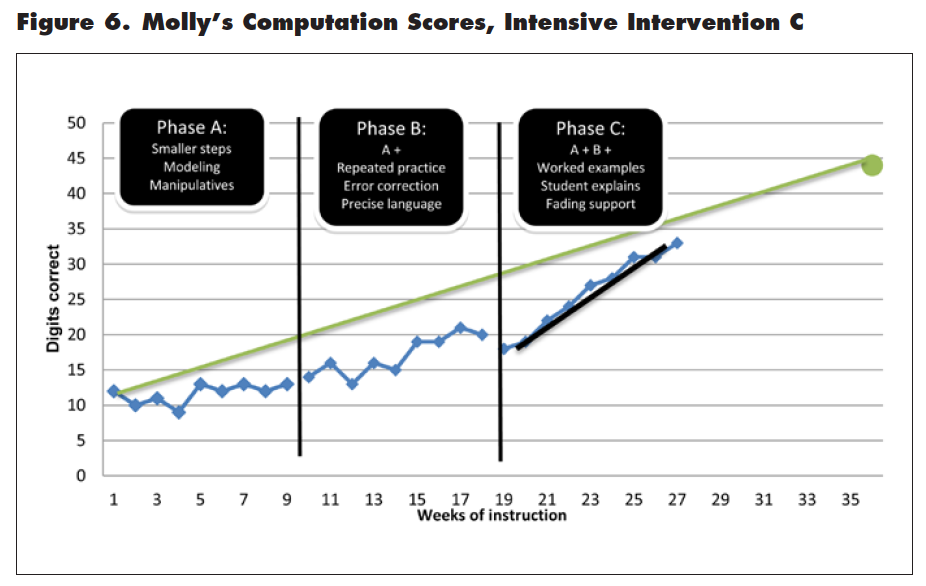 Figure 6. Molly's Computation Scores, Intensive Intervention C
Phase A:
Smaller steps
Modeling
Manipulatives
Phase B:
A +
Repeated practice
Error correction
Precise language
Phase C:
A + B +
Worked examples
Student explains
Fading support
50
45
40
35
30
25
20
15
10
5
0
Digits correct
1 3 5 7 9 11 13 15 17 19 21 23 25 27 29 31 33 35
Weeks of instruction